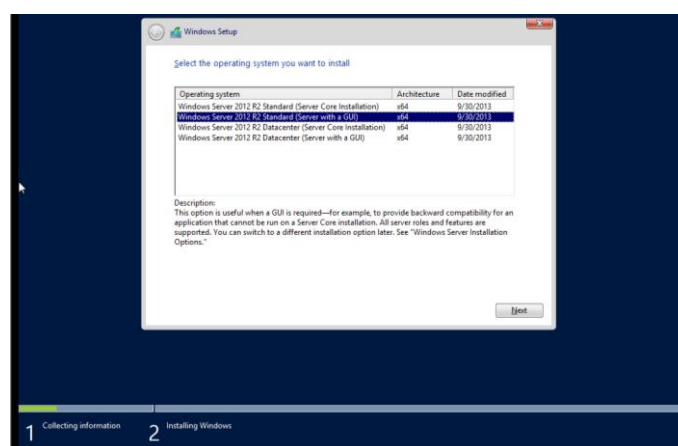 Windows Setup
Select the operating system you want to install
Operating system Architecture Date modified
Windows Server 2012 R2 Standard (Server Core Installation) x64 9/30/2013
Windows Server 2012 R2 Standard (Server with a GUI) x64 9/30/2013
Windows Server 2012 R2 Datacenter (Server Core Installation) x64 9/30/2013
Windows Server 2012 R2 Datacenter (Server with a GUI) x64 9/30/2013
Description:
This option is useful when a GUI is required—for example, to provide backward compatibility for an
application that cannot be run on a Server Core installation. All server roles and features are
supported. You can switch to a different installation option later. See "Windows Server Installation
Options."
Next
1 Collecting information 2 Installing Windows